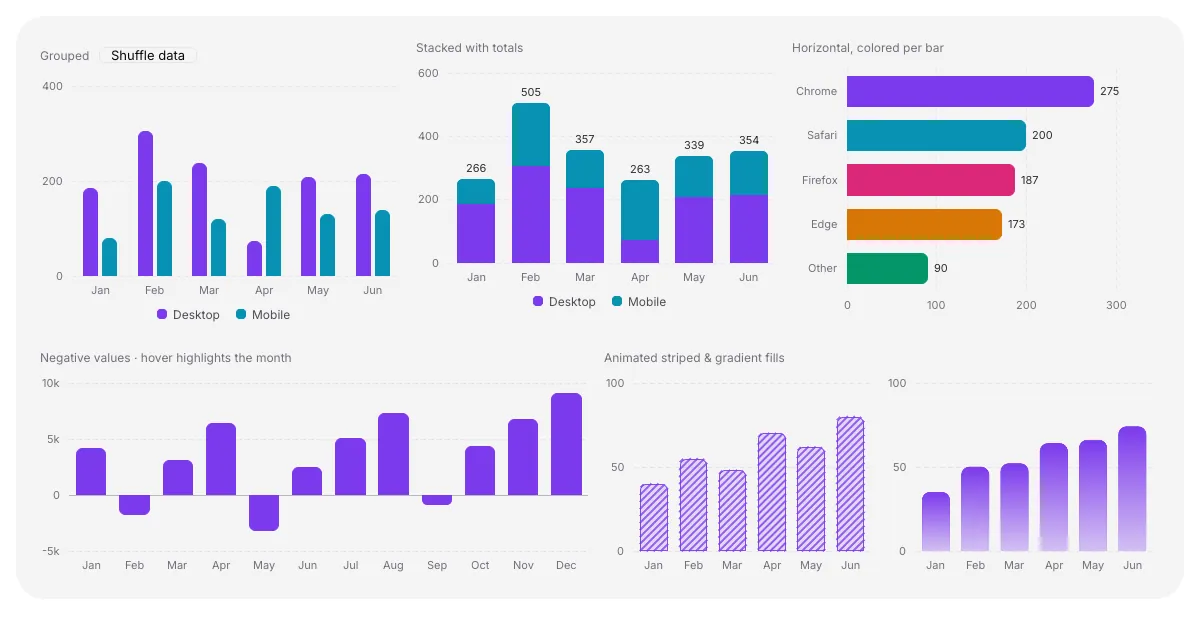 Grouped
Shuffle data
400
200
0
Jan Feb Mar Apr May Jun
Desktop Mobile
Stacked with totals
600
400
200
0
266 505 357 263 339 354
Jan Feb Mar Apr May Jun
Desktop Mobile
Horizontal, colored per bar
Chrome 275
Safari 200
Firefox 187
Edge 173
Other 90
0 100 200 300
Negative values · hover highlights the month
10k
5k
0
-5k
Jan Feb Mar Apr May Jun Jul Aug Sep Oct Nov Dec
Animated striped & gradient fills
100
50
0
Jan Feb Mar Apr May Jun
100
50
0
Jan Feb Mar Apr May Jun